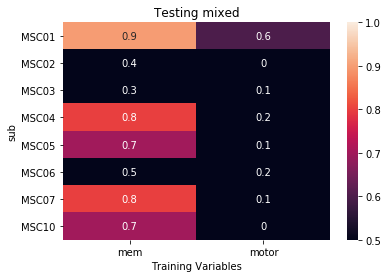 Testing mixed
MSC01 0.9 0.6
MSC02 0.4 0
MSC03 0.3 0.1
MSC04 0.8 0.2
MSC05 0.7 0.1
MSC06 0.5 0.2
MSC07 0.8 0.1
MSC10 0.7 0
sub
mem motor
Training Variables
1.0
0.9
0.8
0.7
0.6
0.5